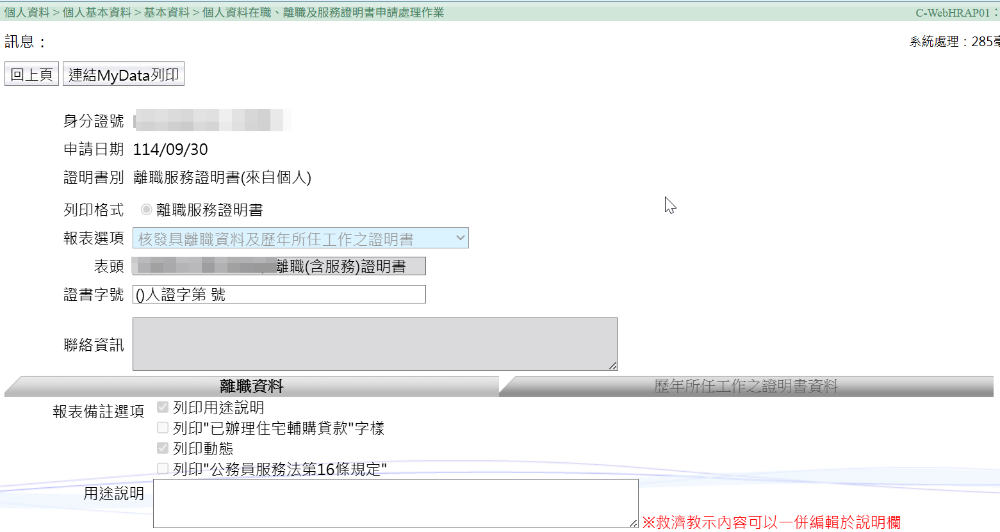 個人資料 > 個人基本資料 > 基本資料 > 個人資料在職、離職及服務證明書申請處理作業 C-WebHRAP01：
訊息： 系統處理：285毫
回上頁 連結MyData列印
身分證號
申請日期 114/09/30
證明書別 離職服務證明書(來自個人)
列印格式 離職服務證明書
報表選項 核發具離職資料及歷年所任工作之證明書
表頭 離職(含服務)證明書
證書字號 ()人證字第 號
聯絡資訊
離職資料 歷年所任工作之證明書資料
報表備註選項 列印用途說明
列印"已辦理住宅輔購貸款"字樣
列印動態
列印"公務員服務法第16條規定"
用途說明
※救濟教示內容可以一併編輯於說明欄